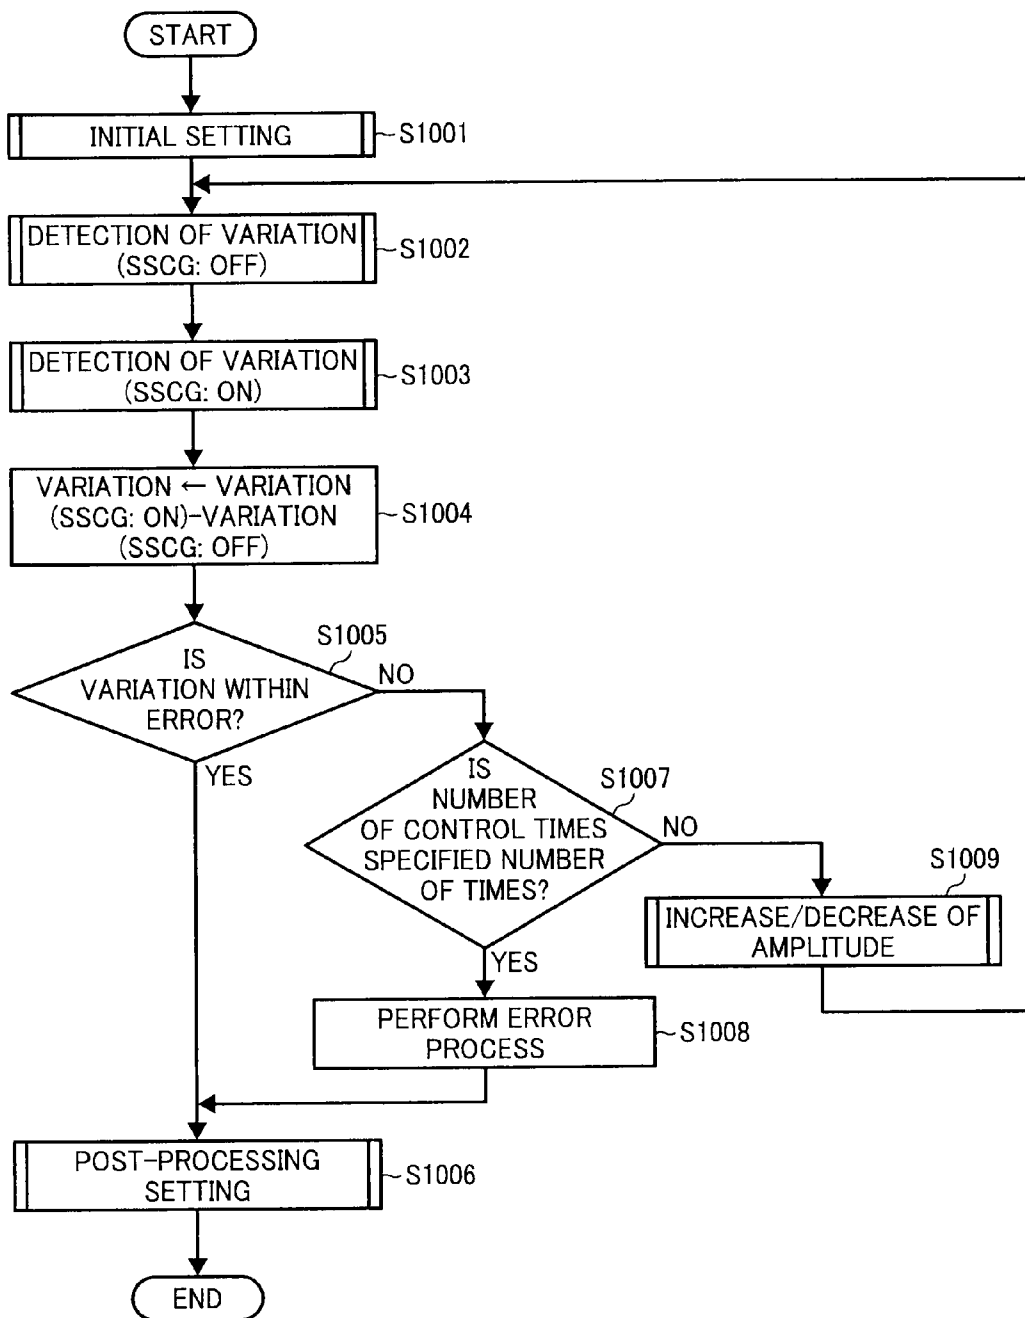 START
INITIAL SETTING
S1001
DETECTION OF VARIATION
(SSCG: OFF)
S1002
DETECTION OF VARIATION
(SSCG: ON)
S1003
VARIATION ← VARIATION
(SSCG: ON)-VARIATION
(SSCG: OFF)
S1004
IS
VARIATION WITHIN
ERROR?
S1005
NO
YES
IS
NUMBER
OF CONTROL TIMES
SPECIFIED NUMBER
OF TIMES?
S1007
NO
YES
S1009
INCREASE/DECREASE OF
AMPLITUDE
PERFORM ERROR
PROCESS
S1008
POST-PROCESSING
SETTING
S1006
END